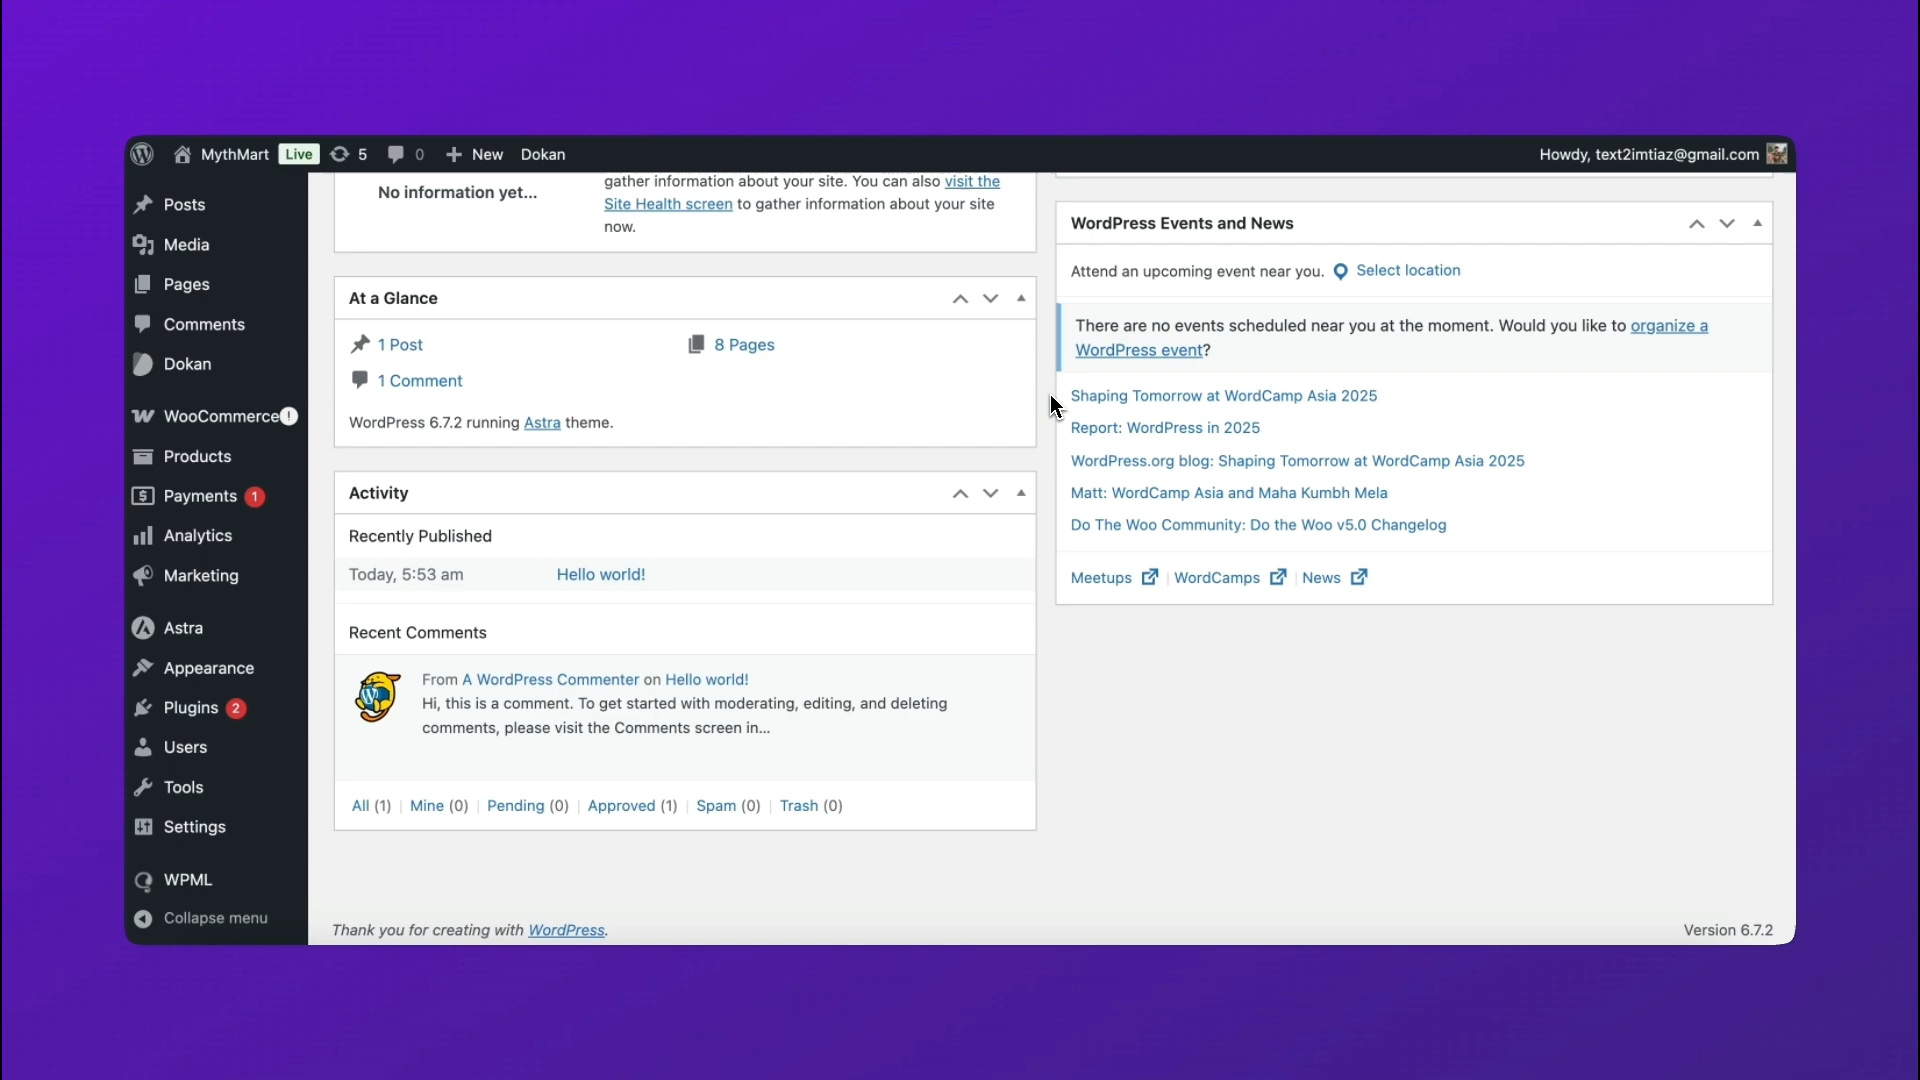 MythMart Live 5 0 New Dokan Howdy, text2imtiaz@gmail.com
Posts
Media
Pages
Comments
Dokan
WooCommerce !
Products
Payments 1
Analytics
Marketing
Astra
Appearance
Plugins 2
Users
Tools
Settings
WPML
Collapse menu
No information yet...
gather information about your site. You can also visit the
Site Health screen to gather information about your site
now.
At a Glance
1 Post 8 Pages
1 Comment
WordPress 6.7.2 running Astra theme.
Activity
Recently Published
Today, 5:53 am Hello world!
Recent Comments
From A WordPress Commenter on Hello world!
Hi, this is a comment. To get started with moderating, editing, and deleting
comments, please visit the Comments screen in...
All (1) | Mine (0) | Pending (0) | Approved (1) | Spam (0) | Trash (0)
WordPress Events and News
Attend an upcoming event near you. Select location
There are no events scheduled near you at the moment. Would you like to organize a
WordPress event?
Shaping Tomorrow at WordCamp Asia 2025
Report: WordPress in 2025
WordPress.org blog: Shaping Tomorrow at WordCamp Asia 2025
Matt: WordCamp Asia and Maha Kumbh Mela
Do The Woo Community: Do the Woo v5.0 Changelog
Meetups | WordCamps | News
Thank you for creating with WordPress.
Version 6.7.2